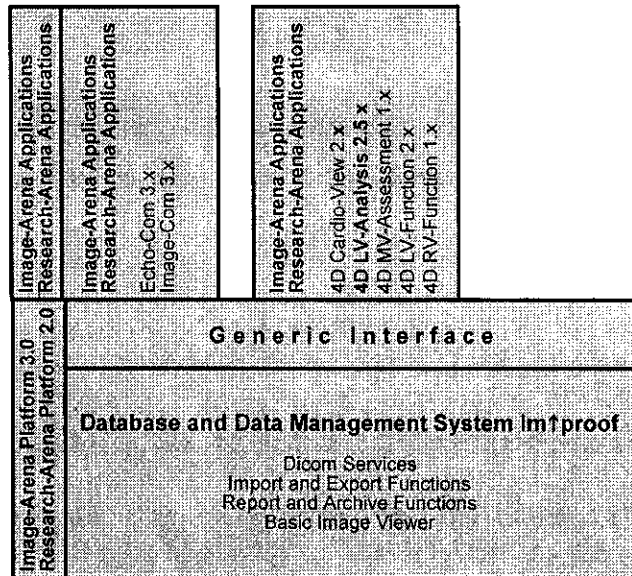 Image-Arena Applications
Research-Arena Applications
Image-Arena Applications
Research-Arena Applications
Echo-Com 3.x
Image-Com 3.x
Image-Arena Applications
Research-Arena Applications
4D Cardio-View 2.x
4D LV-Analysis 2.5 x
4D MV-Assessment 1.x
4D LV-Function 2.x
4D RV-Function 1.x
Image-Arena Platform 3.0
Research-Arena Platform 2.0
Generic Interface
Database and Data Management System Im↑proof
Dicom Services
Import and Export Functions
Report and Archive Functions
Basic Image Viewer